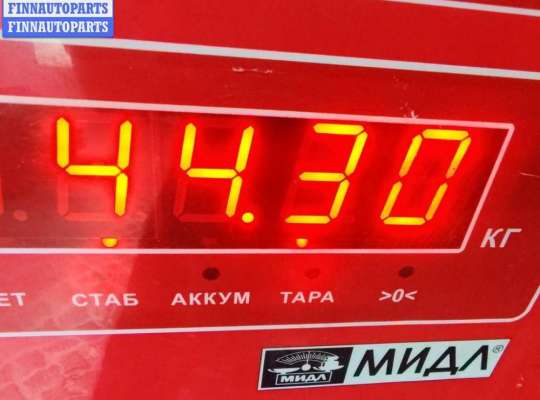 FINNAUTOPARTS
FINNAUTOPARTS
44.30
КГ
ЕТ СТАБ АККУМ ТАРА >0<
МИДЛ МИДЛ®